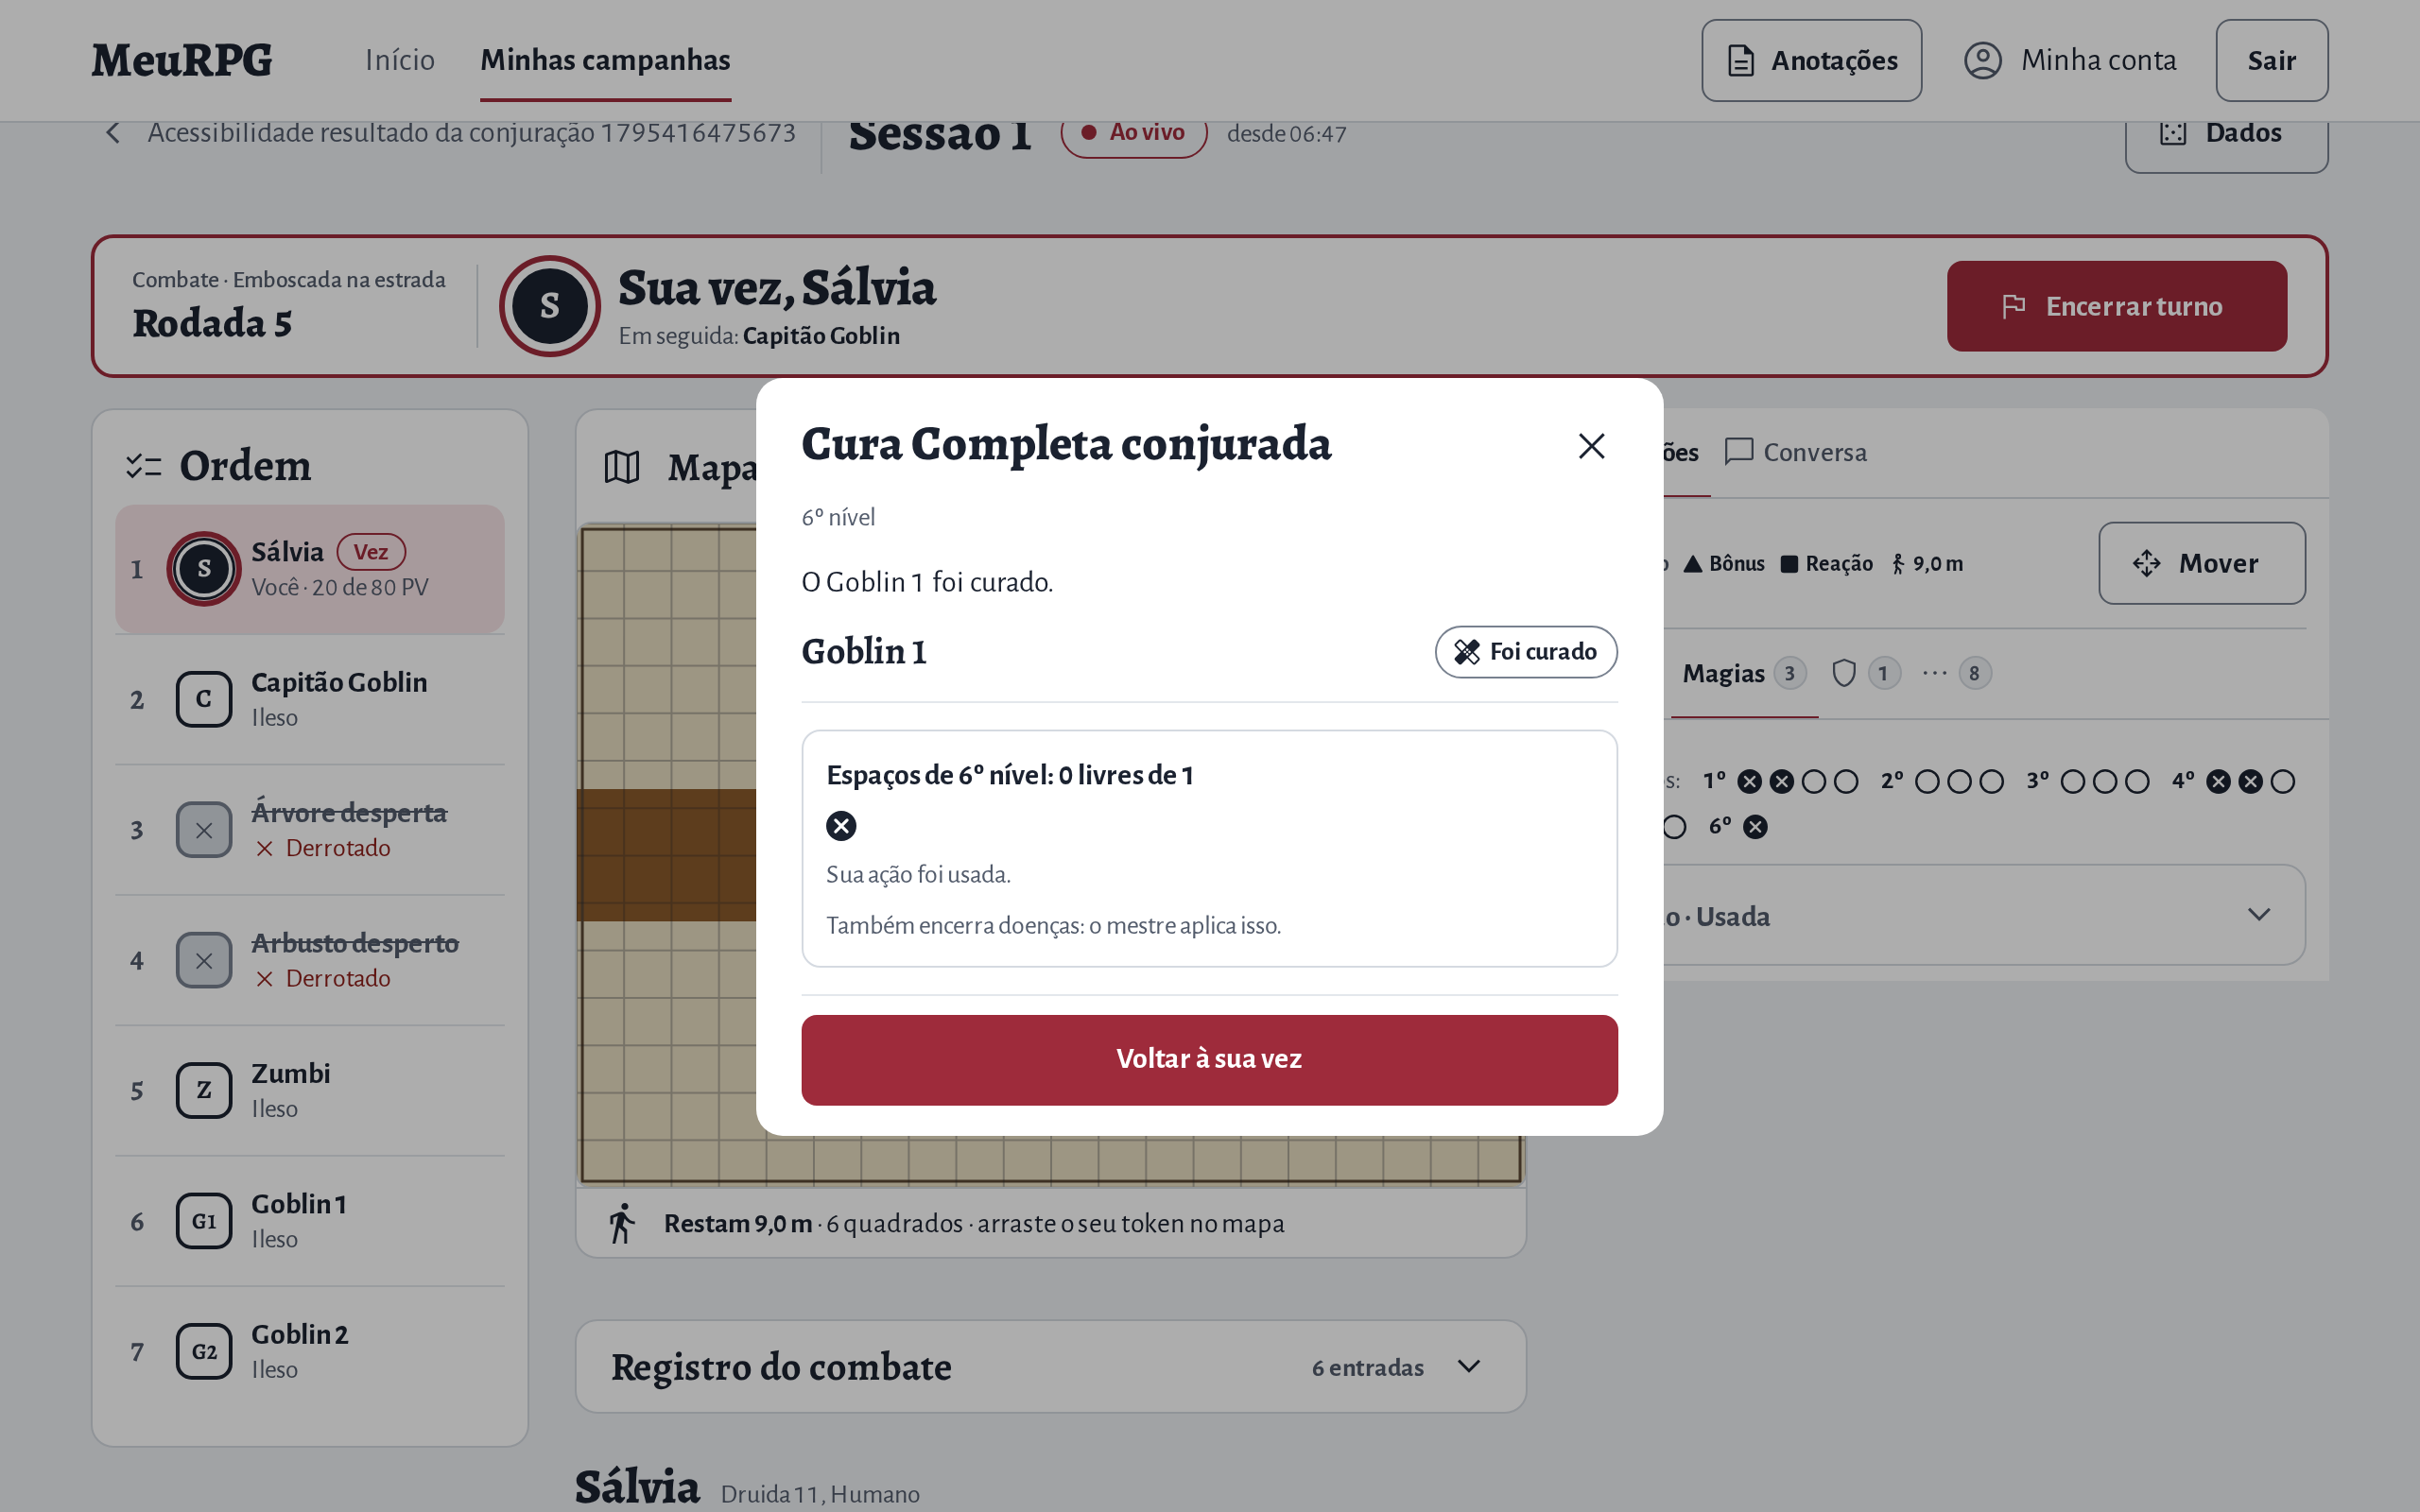 MeuRPG
Início
Minhas campanhas
Anotações
Minha conta
Sair
Acessibilidade resultado da conjuração 1795416475673
Sessão 1
Ao vivo
desde 06:47
Dados
Combate · Emboscada na estrada
Rodada 5
S
Sua vez, Sálvia
Em seguida: Capitão Goblin
Encerrar turno
Ordem
1
S
Sálvia
Vez
Você · 20 de 80 PV
2
C
Capitão Goblin
Ileso
3
Árvore desperta
Derrotado
4
Arbusto desperto
Derrotado
5
Z
Zumbi
Ileso
6
G1
Goblin 1
Ileso
7
G2
Goblin 2
Ileso
Mapa
Cura Completa conjurada
6º nível
O Goblin 1 foi curado.
Goblin 1
Foi curado
Espaços de 6º nível: 0 livres de 1
Sua ação foi usada.
Também encerra doenças: o mestre aplica isso.
Voltar à sua vez
Conversa
Bônus
Reação
9,0 m
Mover
Magias 3
1
··· 8
1º
2º
3º
4º
6º
· Usada
Restam 9,0 m · 6 quadrados · arraste o seu token no mapa
Registro do combate
6 entradas
Sálvia
Druida 11, Humano